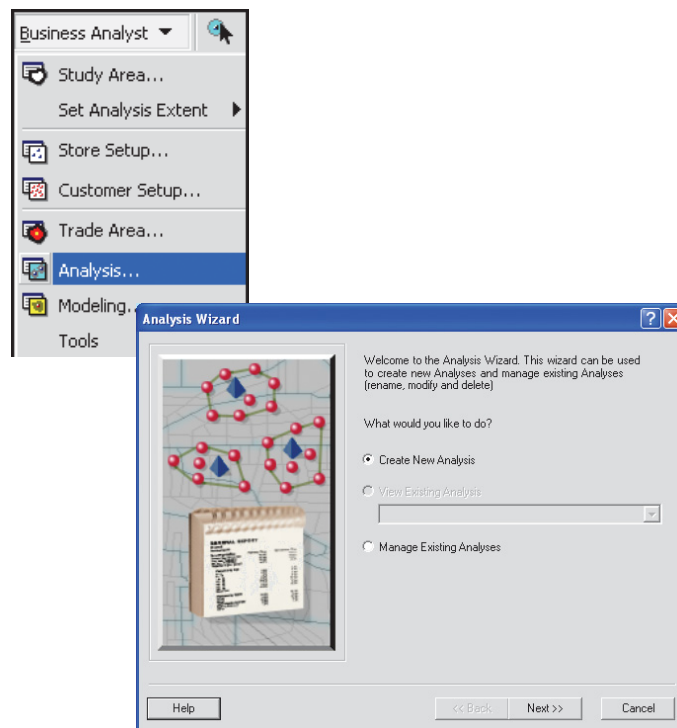 Business Analyst
Study Area...
Set Analysis Extent
Store Setup...
Customer Setup...
Trade Area...
Analysis...
Modeling...
Tools
Analysis Wizard
Welcome to the Analysis Wizard. This wizard can be used
to create new Analyses and manage existing Analyses
(rename, modify and delete)
What would you like to do?
Create New Analysis
View Existing Analysis
Manage Existing Analyses
Help
<< Back
Next >>
Cancel